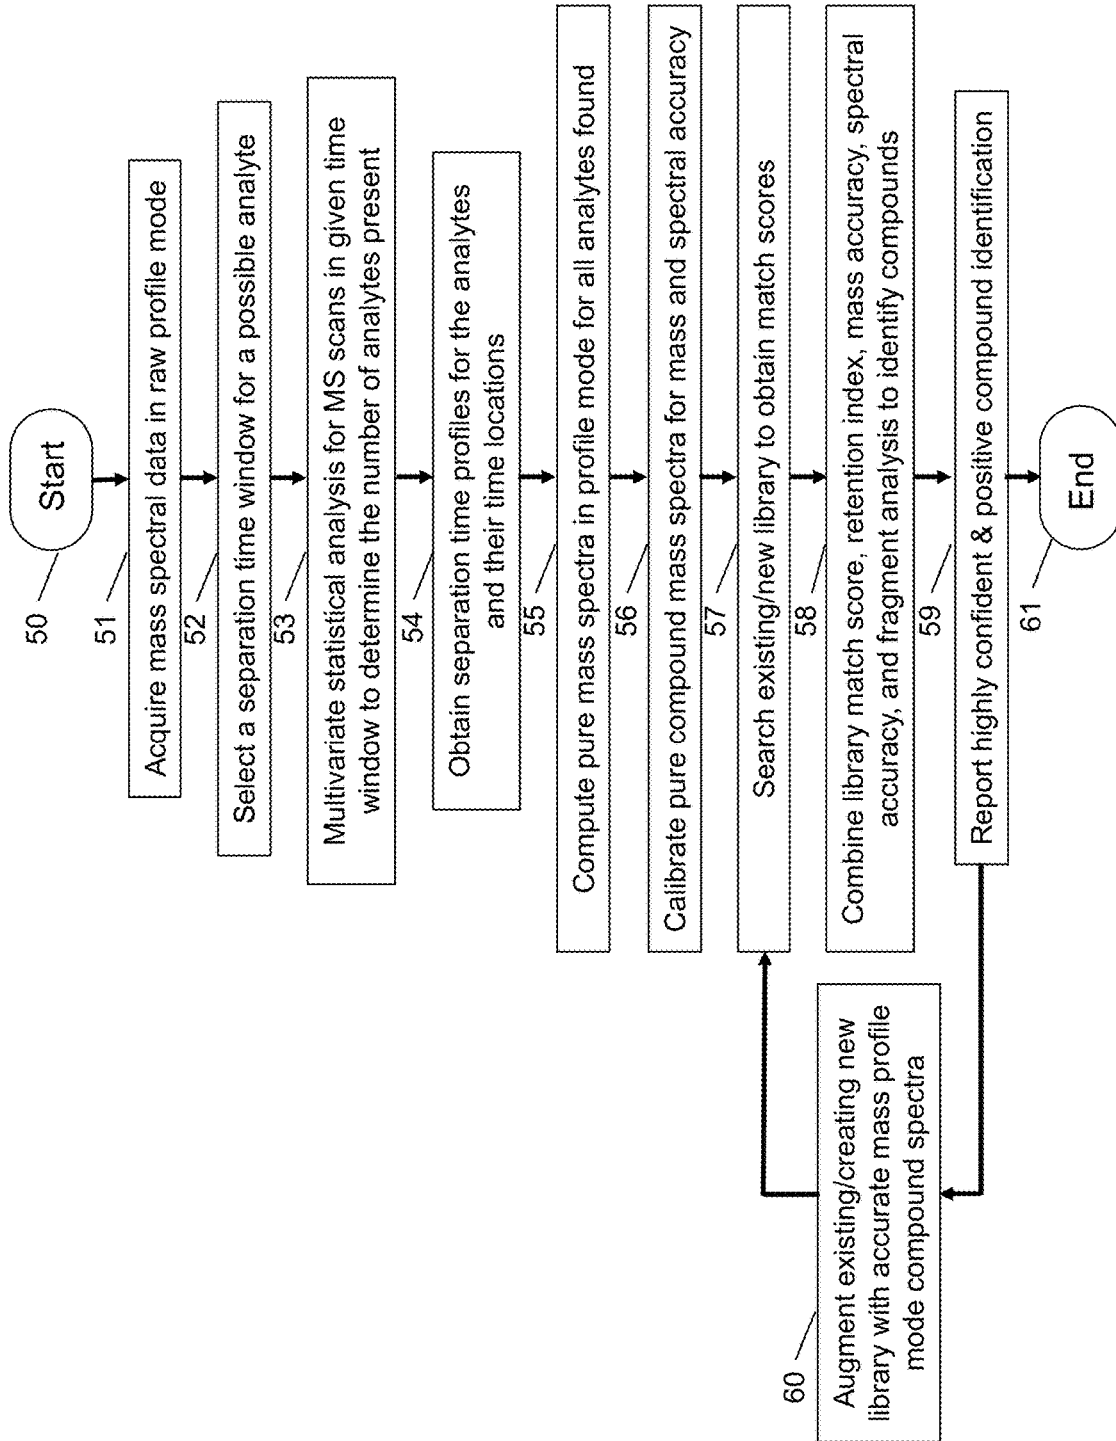 50
Start
51
Acquire mass spectral data in raw profile mode
52
Select a separation time window for a possible analyte
53
Multivariate statistical analysis for MS scans in given time
window to determine the number of analytes present
54
Obtain separation time profiles for the analytes
and their time locations
55
Compute pure mass spectra in profile mode for all analytes found
56
Calibrate pure compound mass spectra for mass and spectral accuracy
57
Search existing/new library to obtain match scores
58
Combine library match score, retention index, mass accuracy, spectral
accuracy, and fragment analysis to identify compounds
59
Report highly confident & positive compound identification
60
Augment existing/creating new
library with accurate mass profile
mode compound spectra
61
End